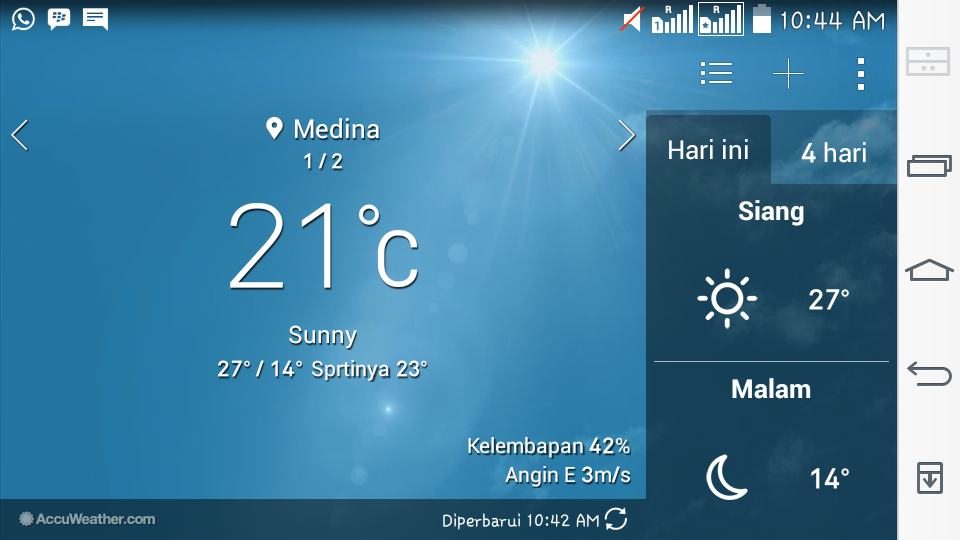 R R 10:44 AM
1
Medina
1 / 2
21°c
Sunny
27° / 14° Sprtinya 23°
Kelembapan 42%
Angin E 3m/s
AccuWeather.com
Diperbarui 10:42 AM
Hari ini 4 hari
Siang
27°
Malam
14°